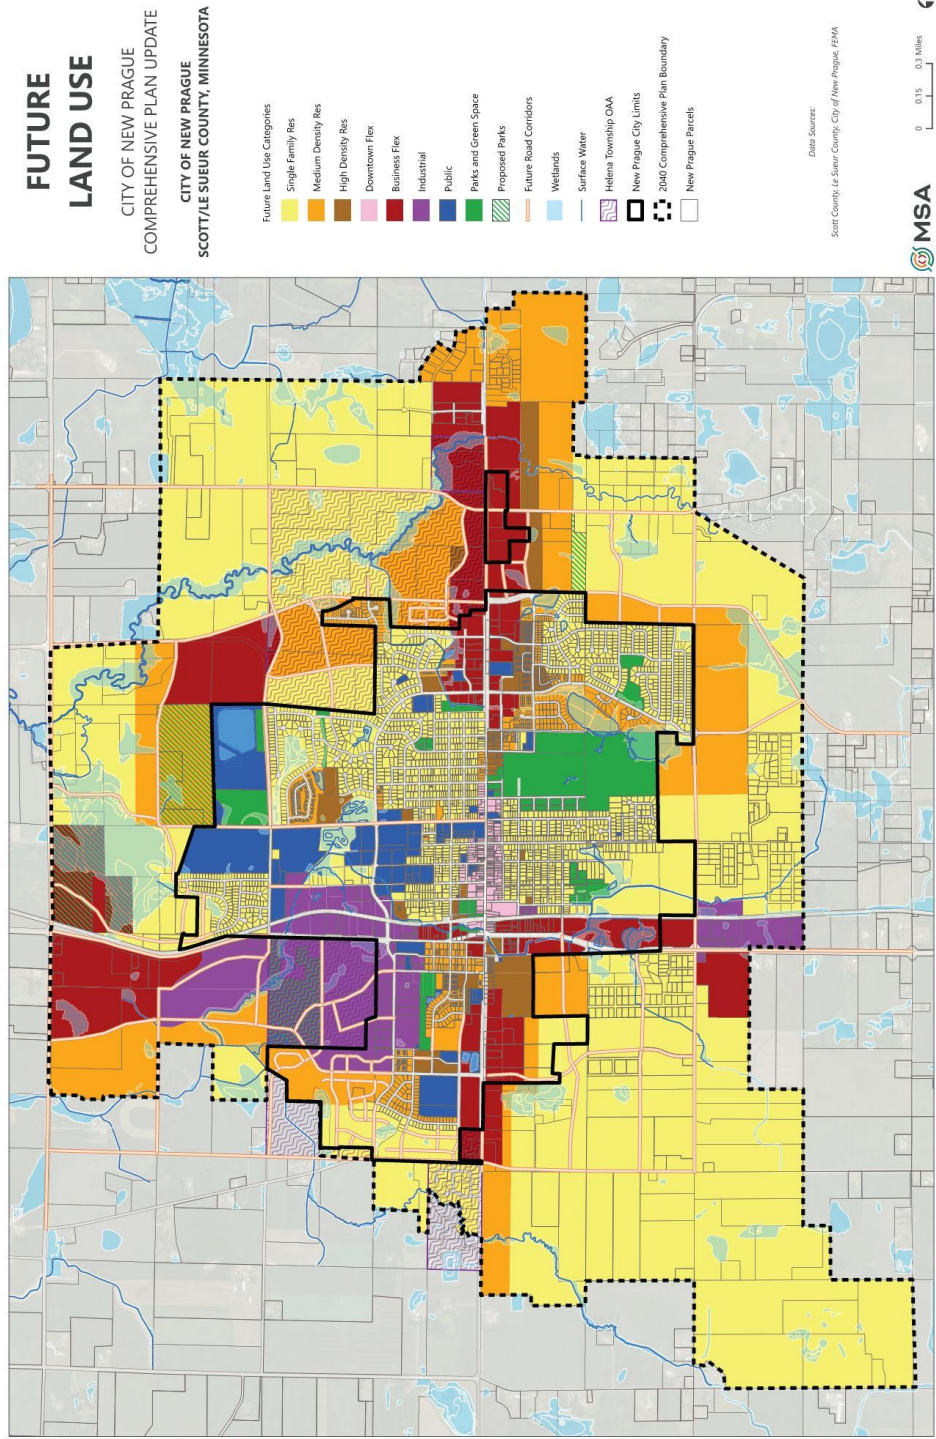 FUTURE
LAND USE
CITY OF NEW PRAGUE
COMPREHENSIVE PLAN UPDATE
CITY OF NEW PRAGUE
SCOTT/LE SUEUR COUNTY, MINNESOTA
Future Land Use Categories
Single Family Res
Medium Density Res
High Density Res
Downtown Flex
Business Flex
Industrial
Public
Parks and Green Space
Proposed Parks
Future Road Corridors
Wetlands
Surface Water
Helena Township OAA
New Prague City Limits
2040 Comprehensive Plan Boundary
New Prague Parcels
Data Sources:
Scott County, Le Sueur County, City of New Prague, FEMA
MSA
0 0.15 0.3 Miles